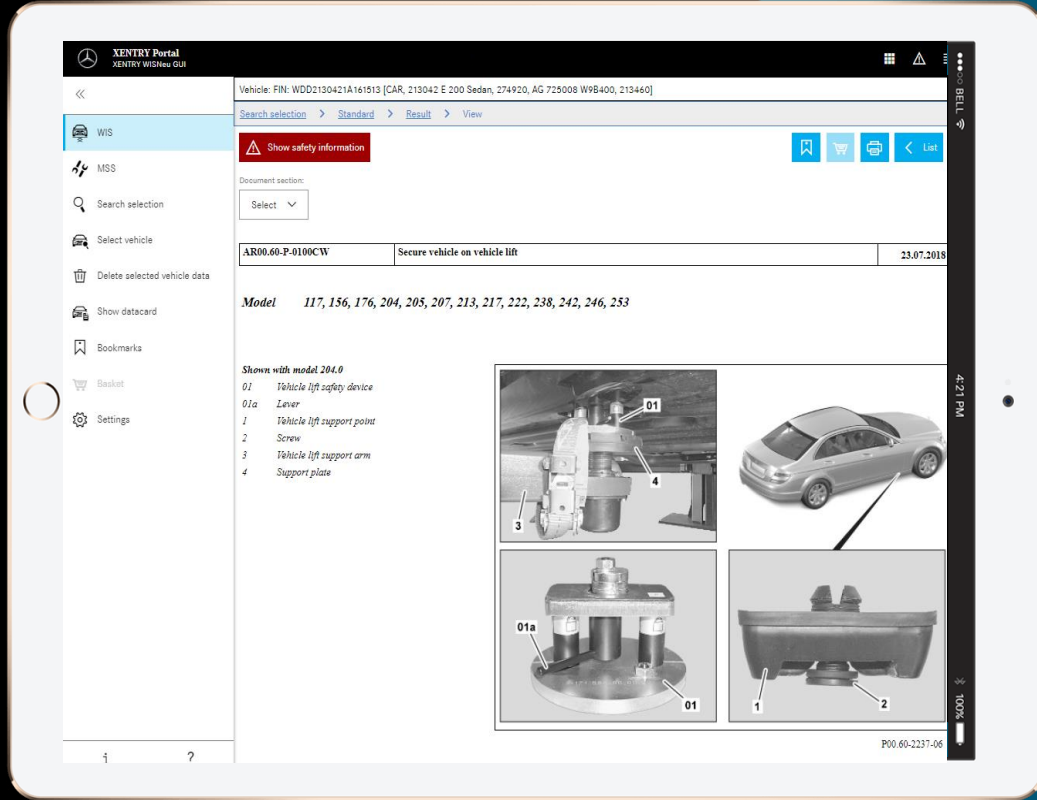 XENTRY Portal
XENTRY WISNeu GUI
BELL
4:21 PM
100%
WIS
MSS
Search selection
Select vehicle
Delete selected vehicle data
Show datacard
Bookmarks
Basket
Settings
i ?
Vehicle: FIN: WDD2130421A161513 [CAR, 213042 E 200 Sedan, 274920, AG 725008 W9B400, 213460]
Search selection > Standard > Result > View
Show safety information
List
Document section:
Select
AR00.60-P-0100CW Secure vehicle on vehicle lift 23.07.2018
Model 117, 156, 176, 204, 205, 207, 213, 217, 222, 238, 242, 246, 253
Shown with model 204.0
01 Vehicle lift safety device
01a Lever
1 Vehicle lift support point
2 Screw
3 Vehicle lift support arm
4 Support plate
01
4
3
01a
01
1
2
P00.60-2237-06